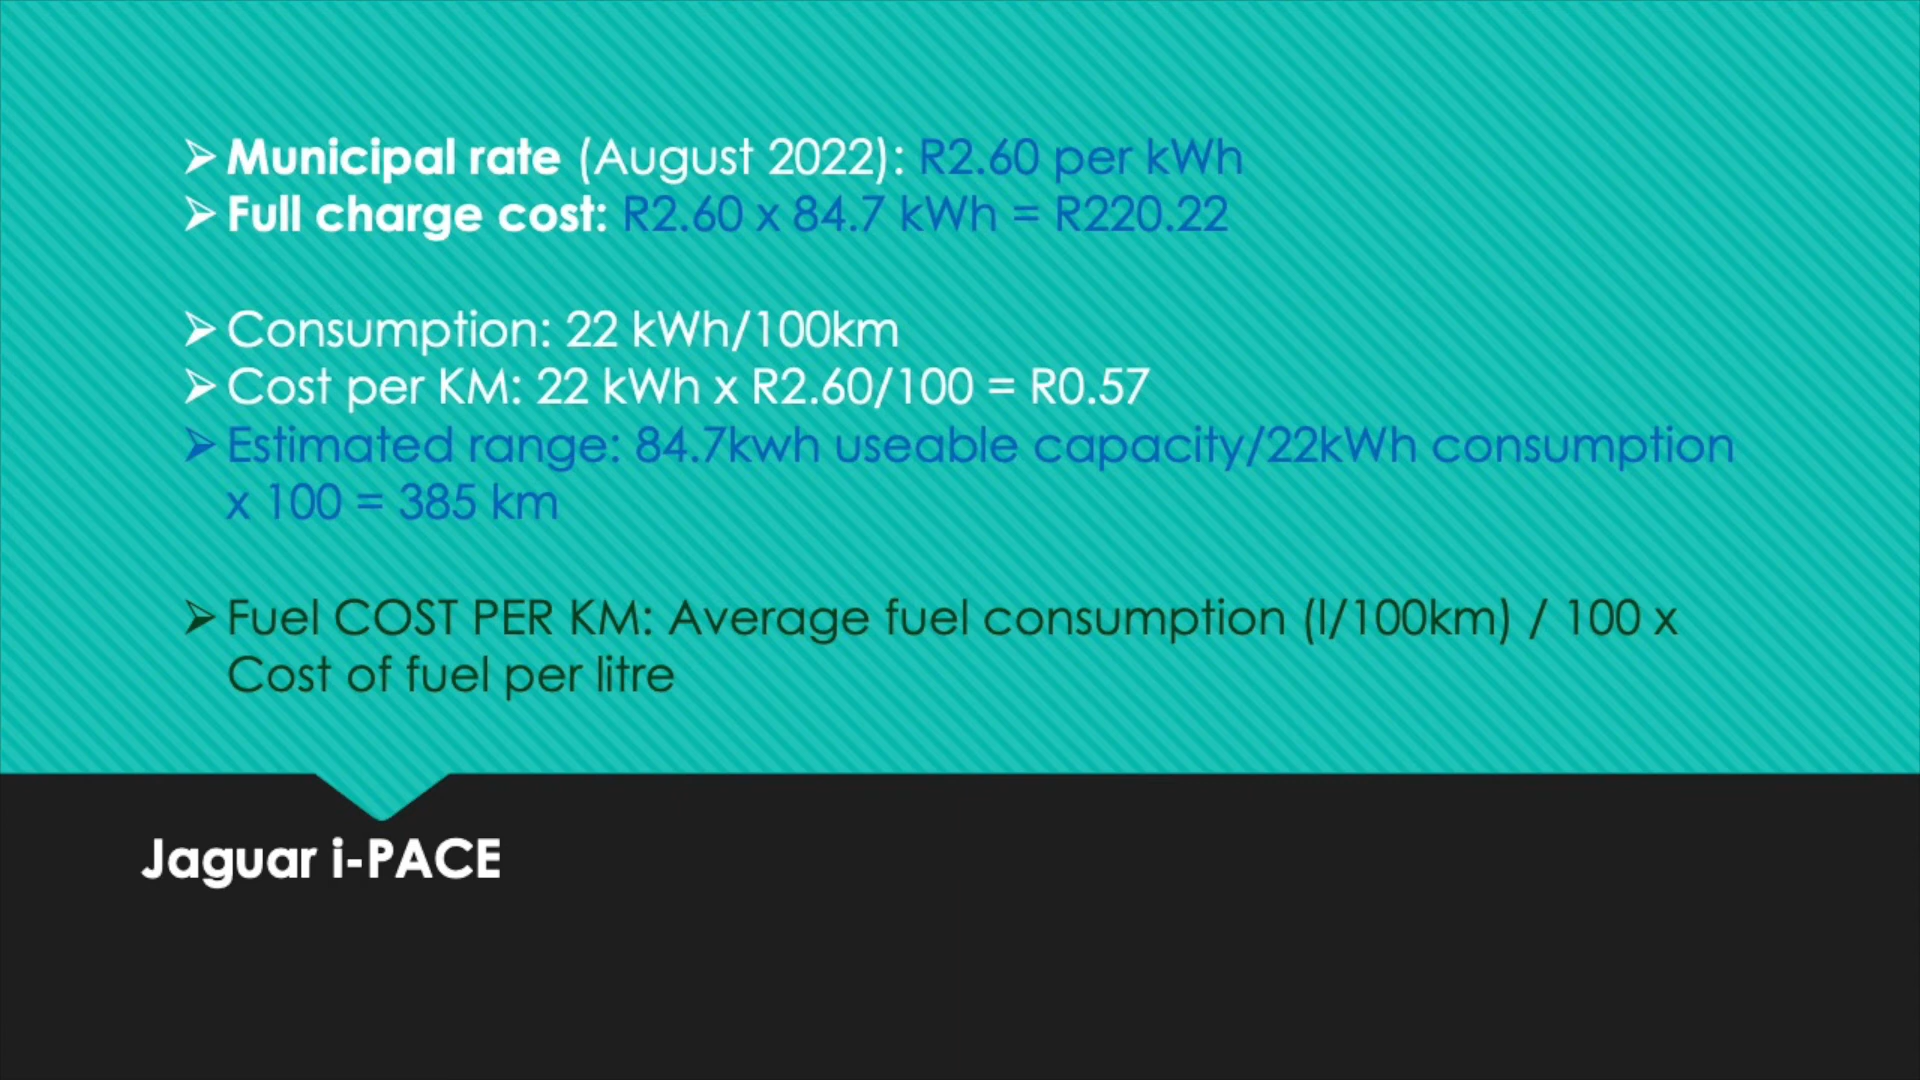 ➢ Municipal rate (August 2022): R2.60 per kWh
➢ Full charge cost: R2.60 x 84.7 kWh = R220.22
➢ Consumption: 22 kWh/100km
➢ Cost per KM: 22 kWh x R2.60/100 = R0.57
➢ Estimated range: 84.7kwh useable capacity/22kWh consumption
x 100 = 385 km
➢ Fuel COST PER KM: Average fuel consumption (l/100km) / 100 x
Cost of fuel per litre
Jaguar i-PACE